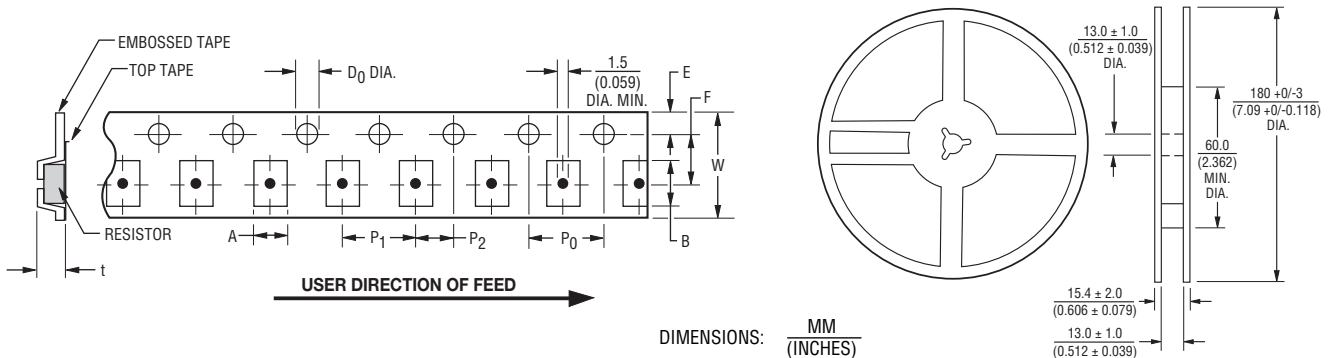 EMBOSSED TAPE
TOP TAPE
D0 DIA.
1.5
(0.059)
DIA. MIN.
E
F
W
RESISTOR
A
P1
P2
P0
B
t
USER DIRECTION OF FEED
13.0 ± 1.0
(0.512 ± 0.039)
DIA.
180 +0/-3
(7.09 +0/-0.118)
DIA.
60.0
(2.362)
MIN.
DIA.
15.4 ± 2.0
(0.606 ± 0.079)
13.0 ± 1.0
(0.512 ± 0.039)
DIMENSIONS: MM
(INCHES)